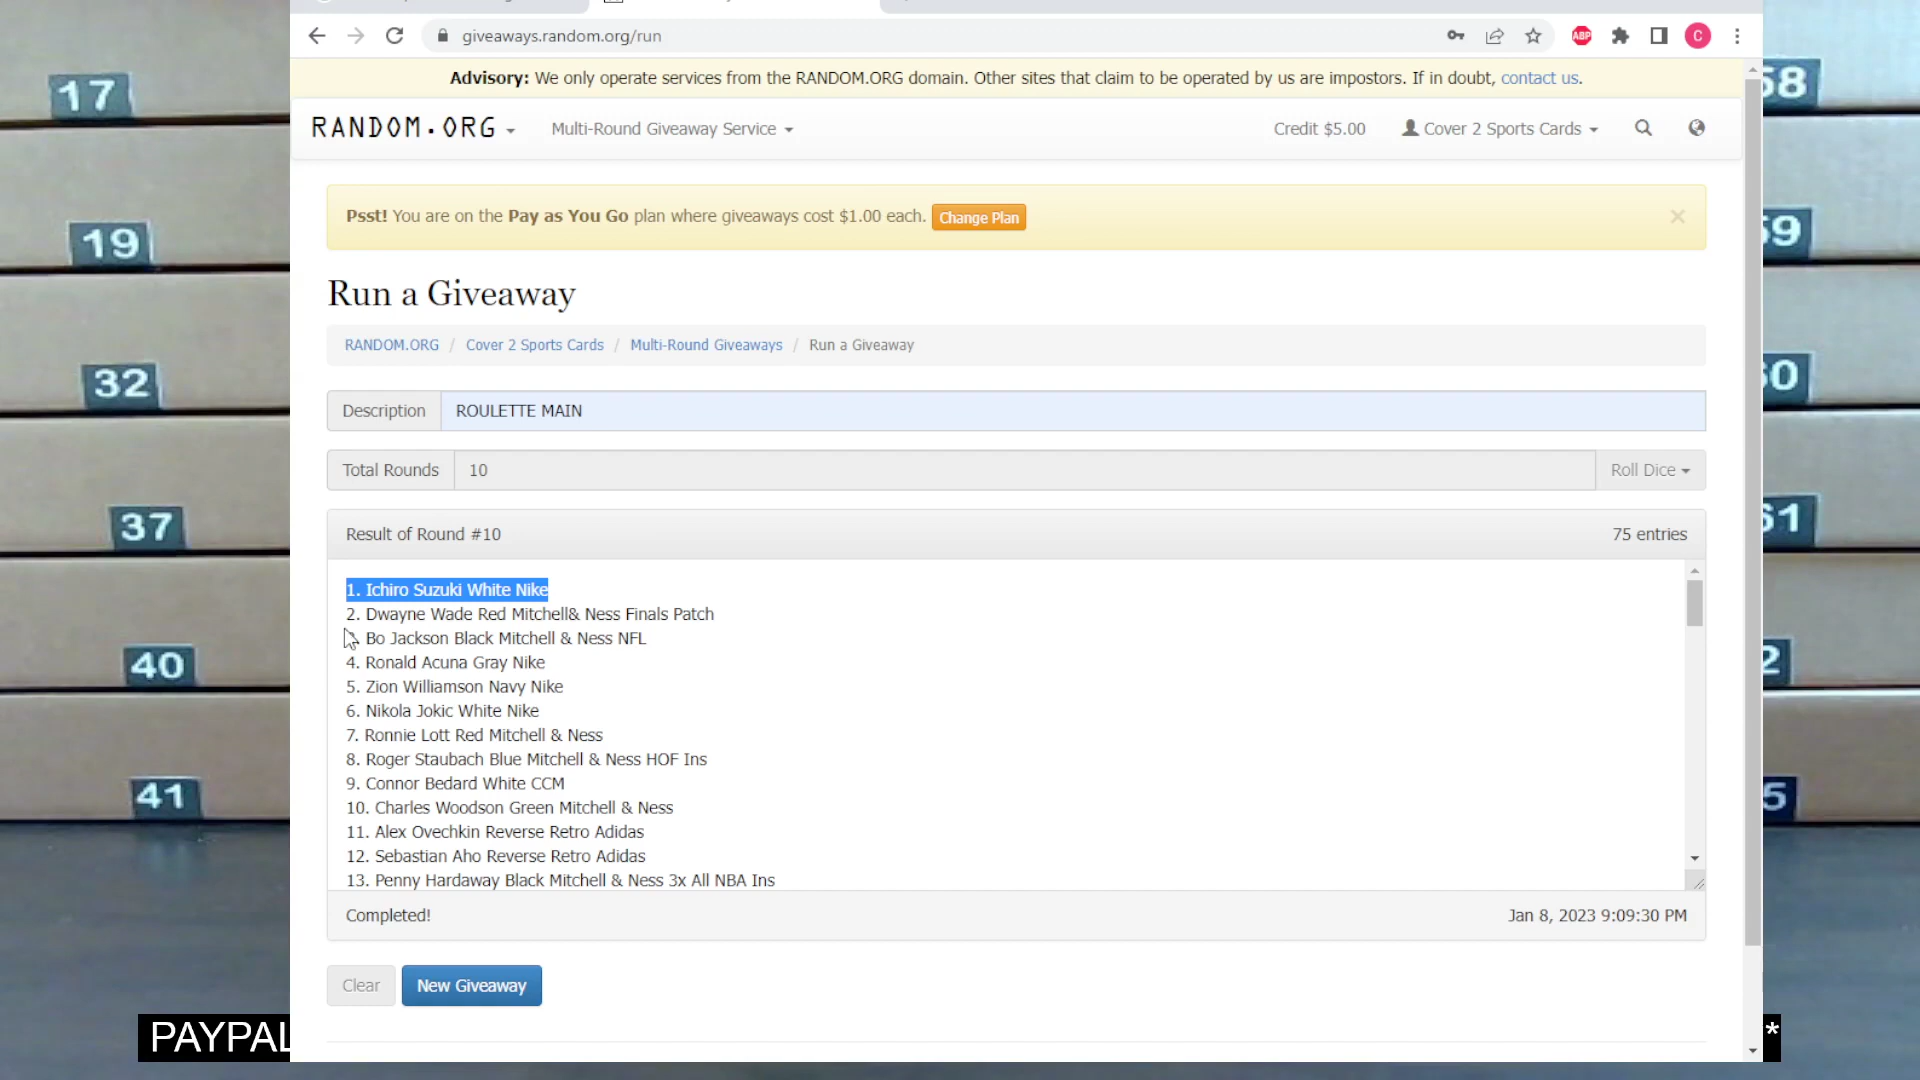 giveaways.random.org/run
ABP
C
Advisory: We only operate services from the RANDOM.ORG domain. Other sites that claim to be operated by us are impostors. If in doubt, contact us.
RANDOM.ORG
Multi-Round Giveaway Service
Credit $5.00
Cover 2 Sports Cards
Psst! You are on the Pay as You Go plan where giveaways cost $1.00 each. Change Plan
Run a Giveaway
RANDOM.ORG / Cover 2 Sports Cards / Multi-Round Giveaways / Run a Giveaway
Description ROULETTE MAIN
Total Rounds 10 Roll Dice
Result of Round #10 75 entries
1. Ichiro Suzuki White Nike
2. Dwayne Wade Red Mitchell& Ness Finals Patch
Bo Jackson Black Mitchell & Ness NFL
4. Ronald Acuna Gray Nike
5. Zion Williamson Navy Nike
6. Nikola Jokic White Nike
7. Ronnie Lott Red Mitchell & Ness
8. Roger Staubach Blue Mitchell & Ness HOF Ins
9. Connor Bedard White CCM
10. Charles Woodson Green Mitchell & Ness
11. Alex Ovechkin Reverse Retro Adidas
12. Sebastian Aho Reverse Retro Adidas
13. Penny Hardaway Black Mitchell & Ness 3x All NBA Ins
Completed! Jan 8, 2023 9:09:30 PM
Clear New Giveaway
17
19
32
37
40
41
58
59
60
61
PAYPAL
*